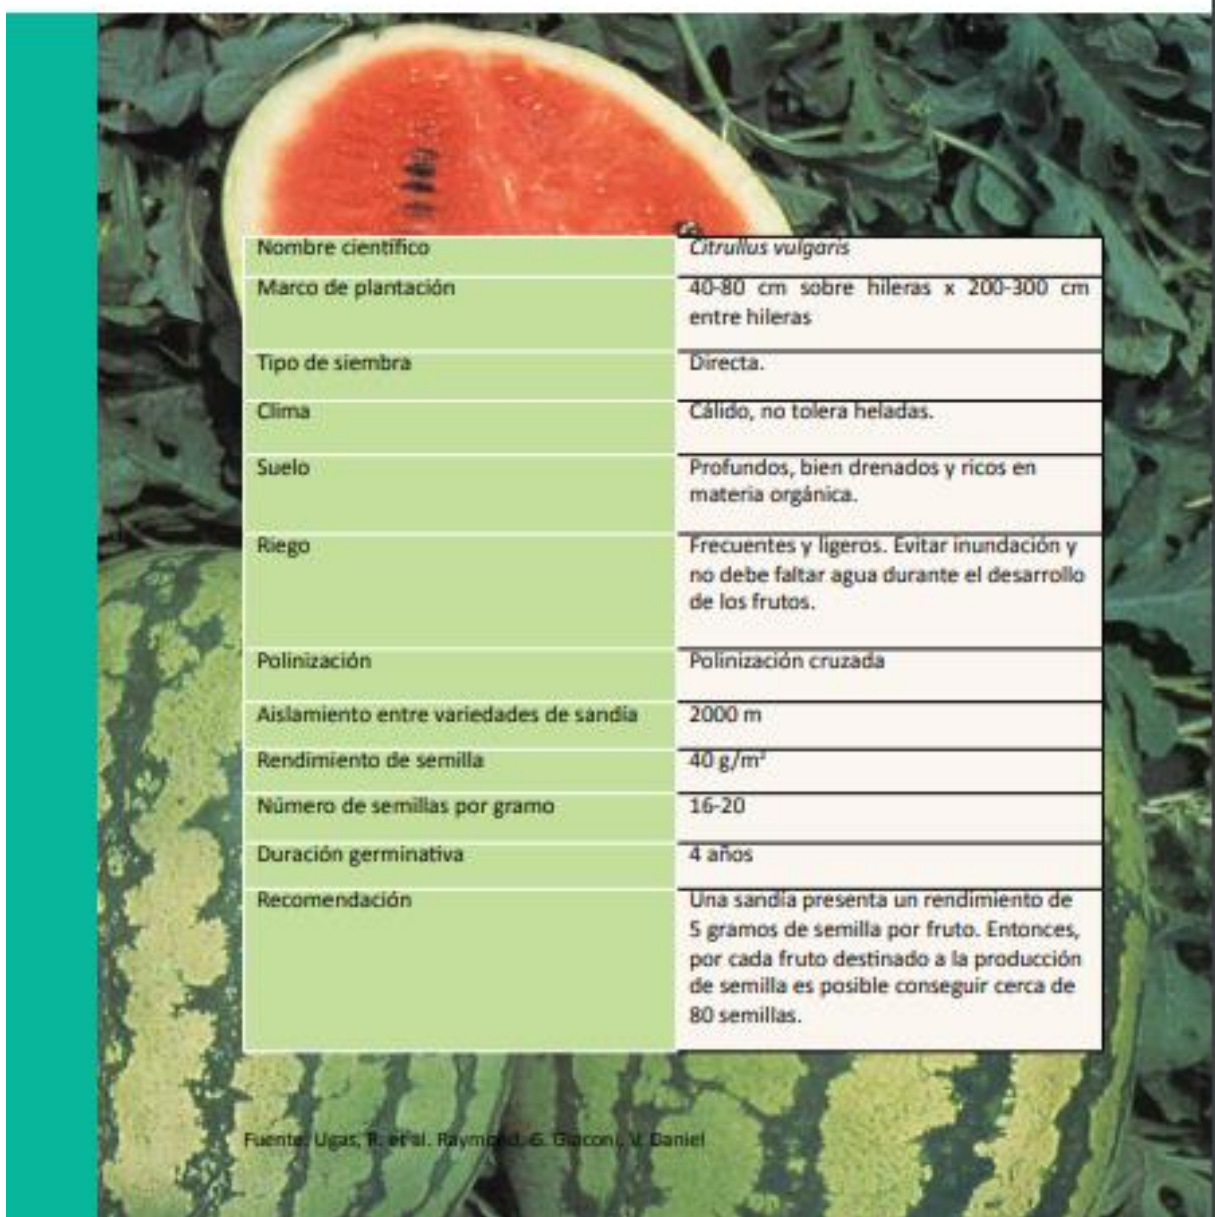 Nombre científico
Citrullus vulgaris
Marco de plantación
40-80 cm sobre hileras x 200-300 cm
entre hileras
Tipo de siembra
Directa.
Clima
Cálido, no tolera heladas.
Suelo
Profundos, bien drenados y ricos en
materia orgánica.
Riego
Frecuentes y ligeros. Evitar inundación y
no debe faltar agua durante el desarrollo
de los frutos.
Polinización
Polinización cruzada
Aislamiento entre variedades de sandía
2000 m
Rendimiento de semilla
40 g/m²
Número de semillas por gramo
16-20
Duración germinativa
4 años
Recomendación
Una sandía presenta un rendimiento de
5 gramos de semilla por fruto. Entonces,
por cada fruto destinado a la producción
de semilla es posible conseguir cerca de
80 semillas.
Fuente: Ugas, R. et al. Raymond, G. Giaconi, V. Daniel